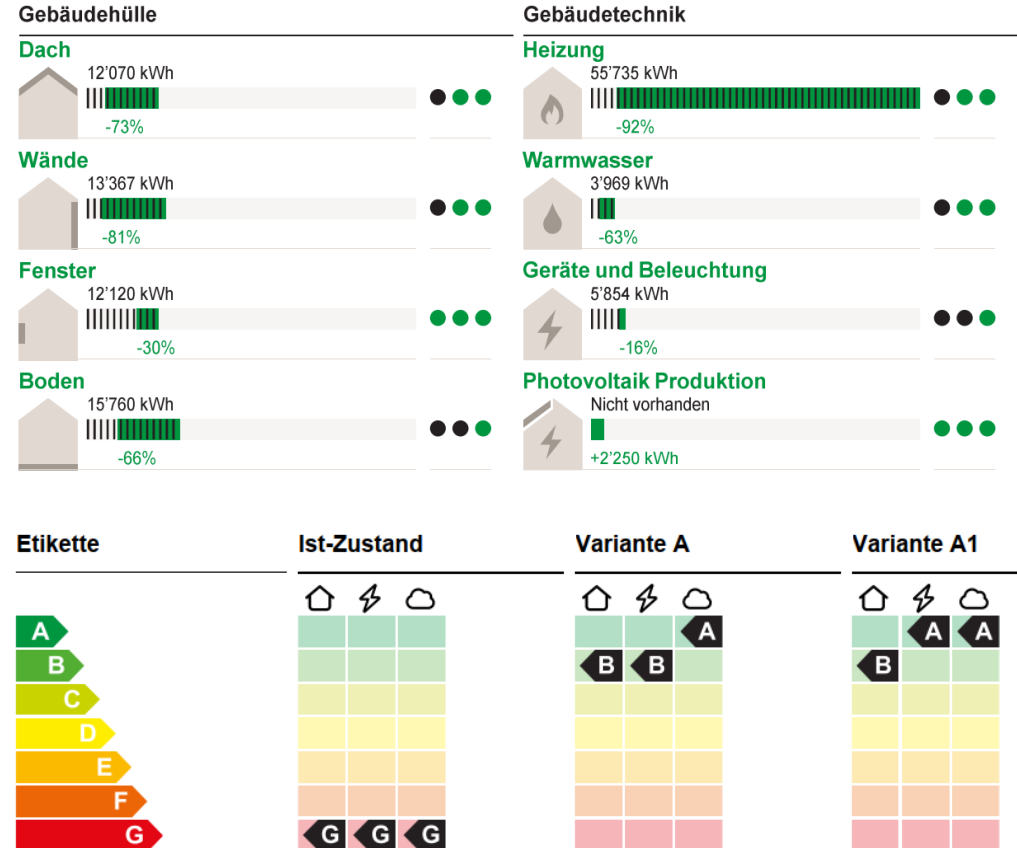 Gebäudehülle
Dach
12’070 kWh
-73%
Wände
13’367 kWh
-81%
Fenster
12’120 kWh
-30%
Boden
15’760 kWh
-66%
Gebäudetechnik
Heizung
55’735 kWh
-92%
Warmwasser
3’969 kWh
-63%
Geräte und Beleuchtung
5’854 kWh
-16%
Photovoltaik Produktion
Nicht vorhanden
+2’250 kWh
Etikette
A
B
C
D
E
F
G
Ist-Zustand
G G G
Variante A
A
B B
Variante A1
A A
B